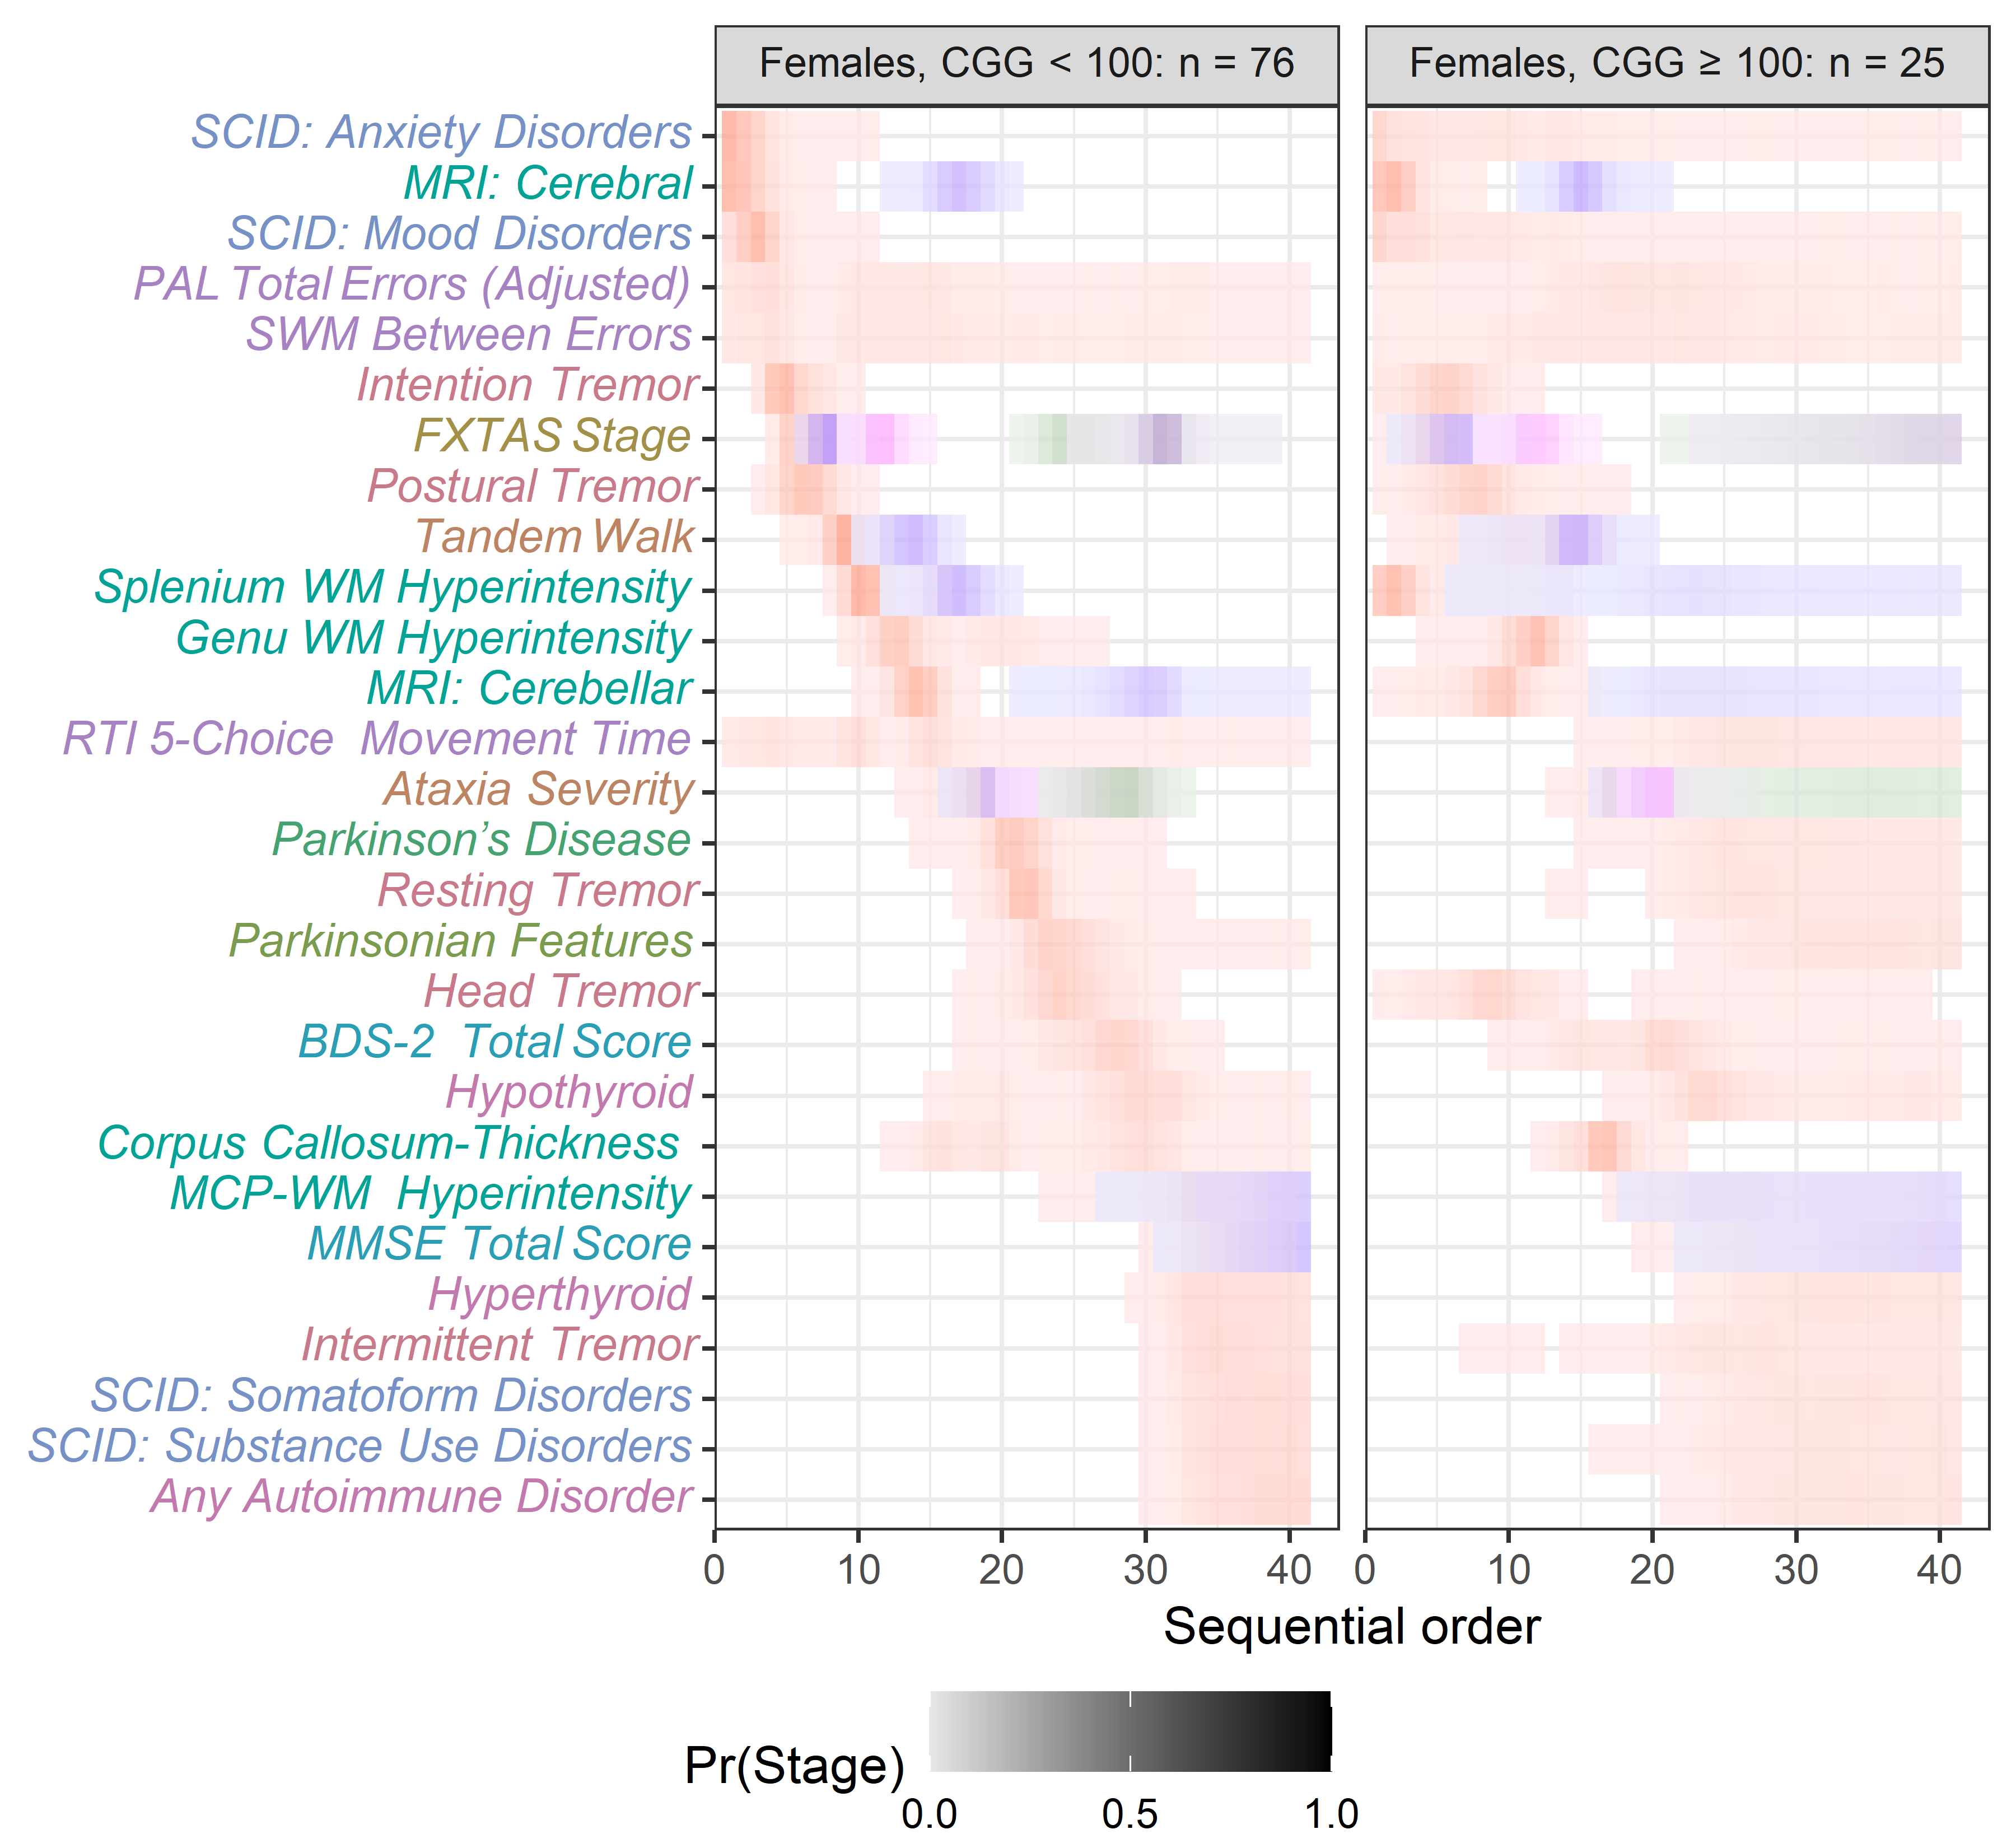 Females, CGG < 100: n = 76
Females, CGG ≥ 100: n = 25
SCID: Anxiety Disorders
MRI: Cerebral
SCID: Mood Disorders
PAL Total Errors (Adjusted)
SWM Between Errors
Intention Tremor
FXTAS Stage
Postural Tremor
Tandem Walk
Splenium WM Hyperintensity
Genu WM Hyperintensity
MRI: Cerebellar
RTI 5-Choice Movement Time
Ataxia Severity
Parkinson’s Disease
Resting Tremor
Parkinsonian Features
Head Tremor
BDS-2 Total Score
Hypothyroid
Corpus Callosum-Thickness
MCP-WM Hyperintensity
MMSE Total Score
Hyperthyroid
Intermittent Tremor
SCID: Somatoform Disorders
SCID: Substance Use Disorders
Any Autoimmune Disorder
0 10 20 30 40
0 10 20 30 40
Sequential order
Pr(Stage)
0.0 0.5 1.0